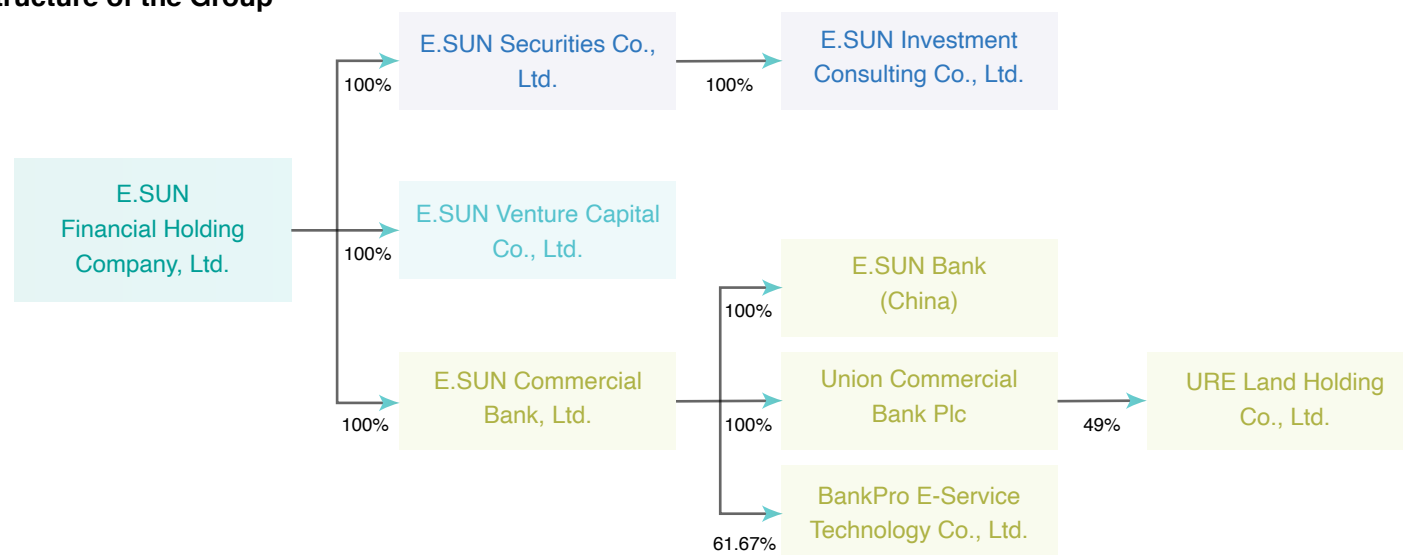 ructure of the Group
E.SUN Securities Co.,
Ltd.
E.SUN Investment
Consulting Co., Ltd.
100%
100%
E.SUN
Financial Holding
Company, Ltd.
E.SUN Venture Capital
Co., Ltd.
100%
E.SUN Bank
(China)
100%
E.SUN Commercial
Bank, Ltd.
Union Commercial
Bank Plc
URE Land Holding
Co., Ltd.
100%
100%
49%
BankPro E-Service
Technology Co., Ltd.
61.67%